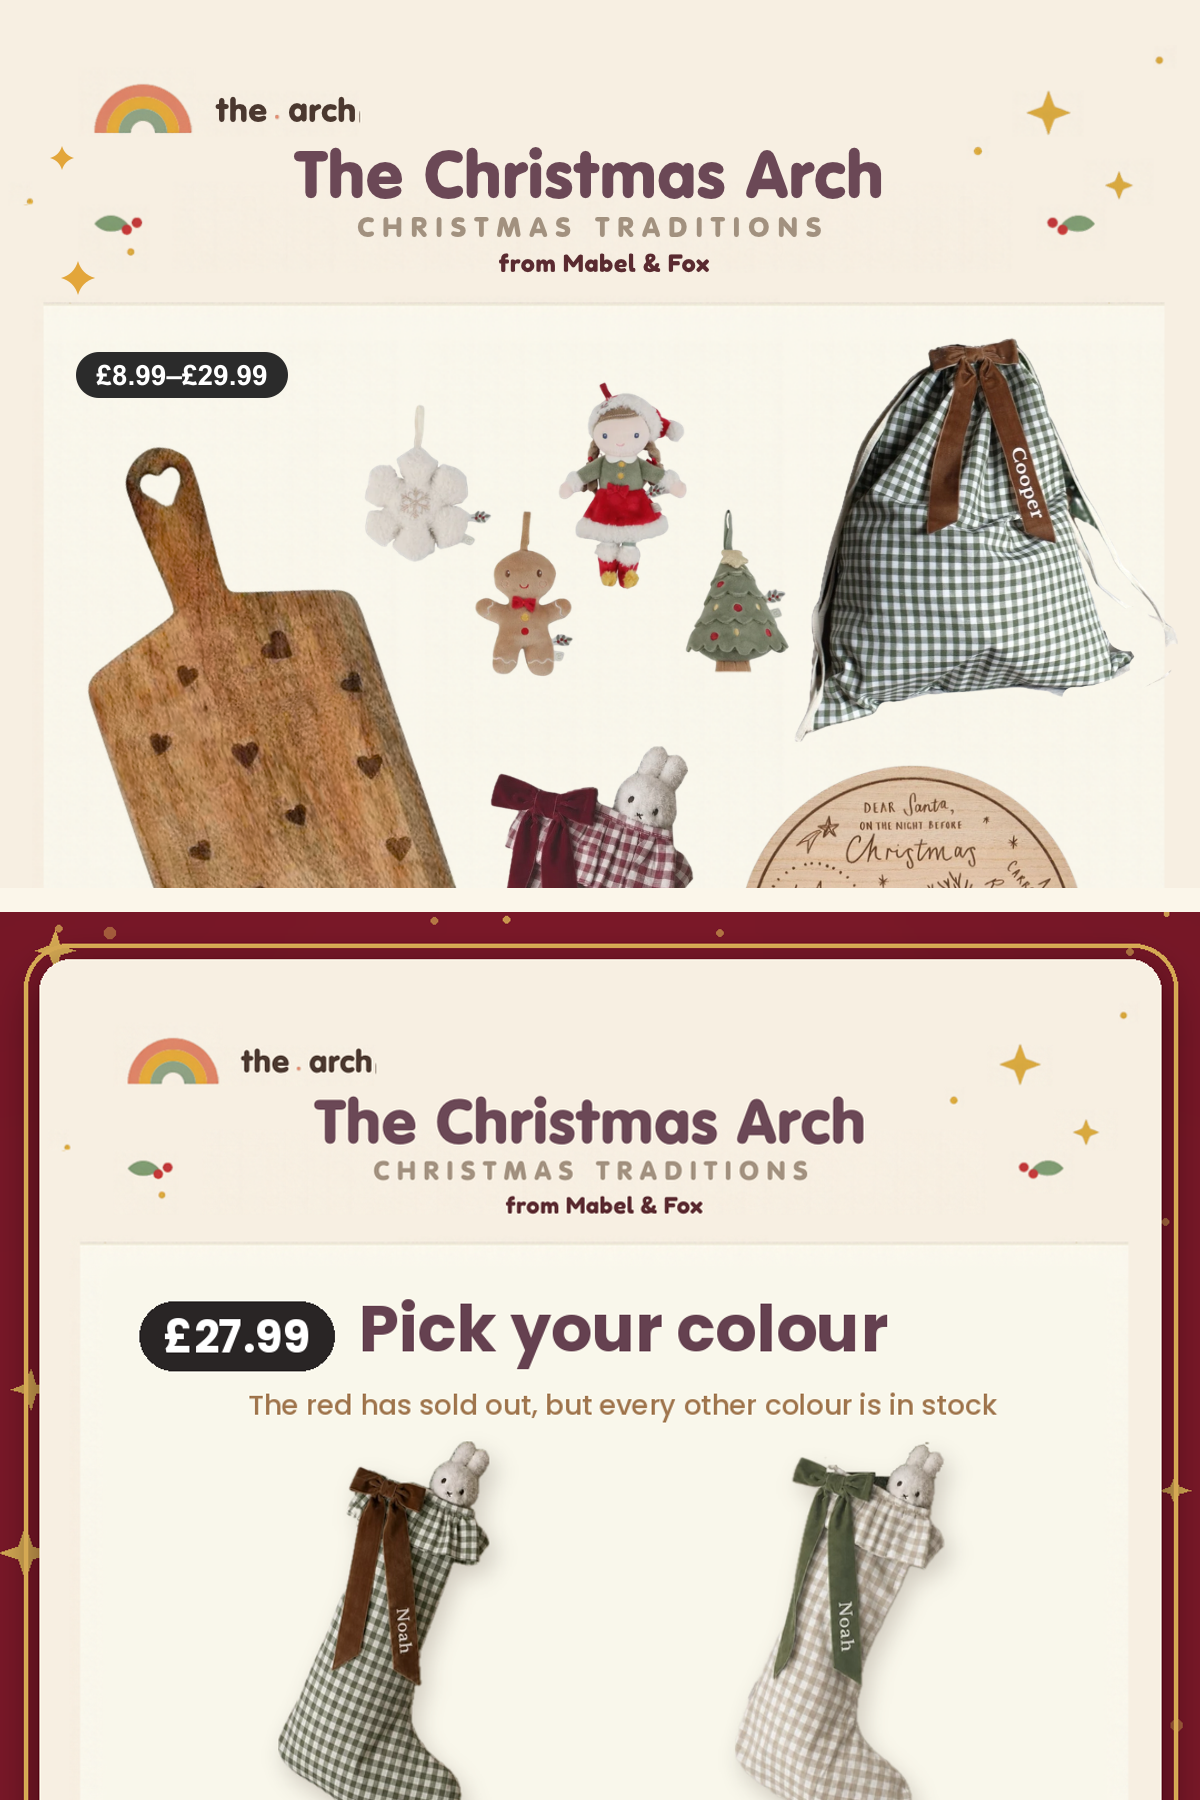 the . arch
The Christmas Arch
CHRISTMAS TRADITIONS
from Mabel & Fox
£8.99–£29.99
Cooper
DEAR Santa,
ON THE NIGHT BEFORE
Christmas
the . arch
The Christmas Arch
CHRISTMAS TRADITIONS
from Mabel & Fox
£27.99 Pick your colour
The red has sold out, but every other colour is in stock
Noah
Noah